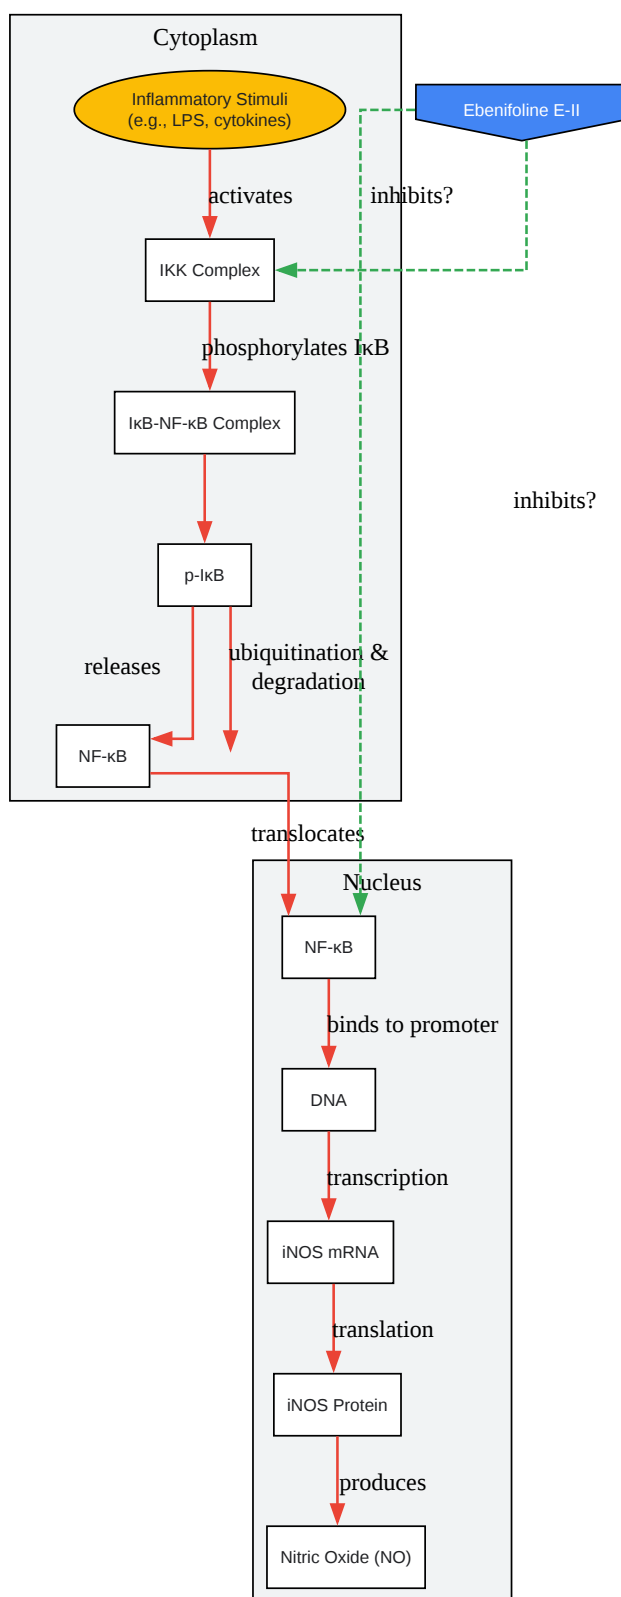 Cytoplasm
Inflammatory Stimuli
(e.g., LPS, cytokines)
Ebenifoline E-II
activates
inhibits?
IKK Complex
phosphorylates IκB
IκB-NF-κB Complex
inhibits?
p-IκB
releases
ubiquitination &
degradation
NF-κB
translocates
Nucleus
NF-κB
binds to promoter
DNA
transcription
iNOS mRNA
translation
iNOS Protein
produces
Nitric Oxide (NO)